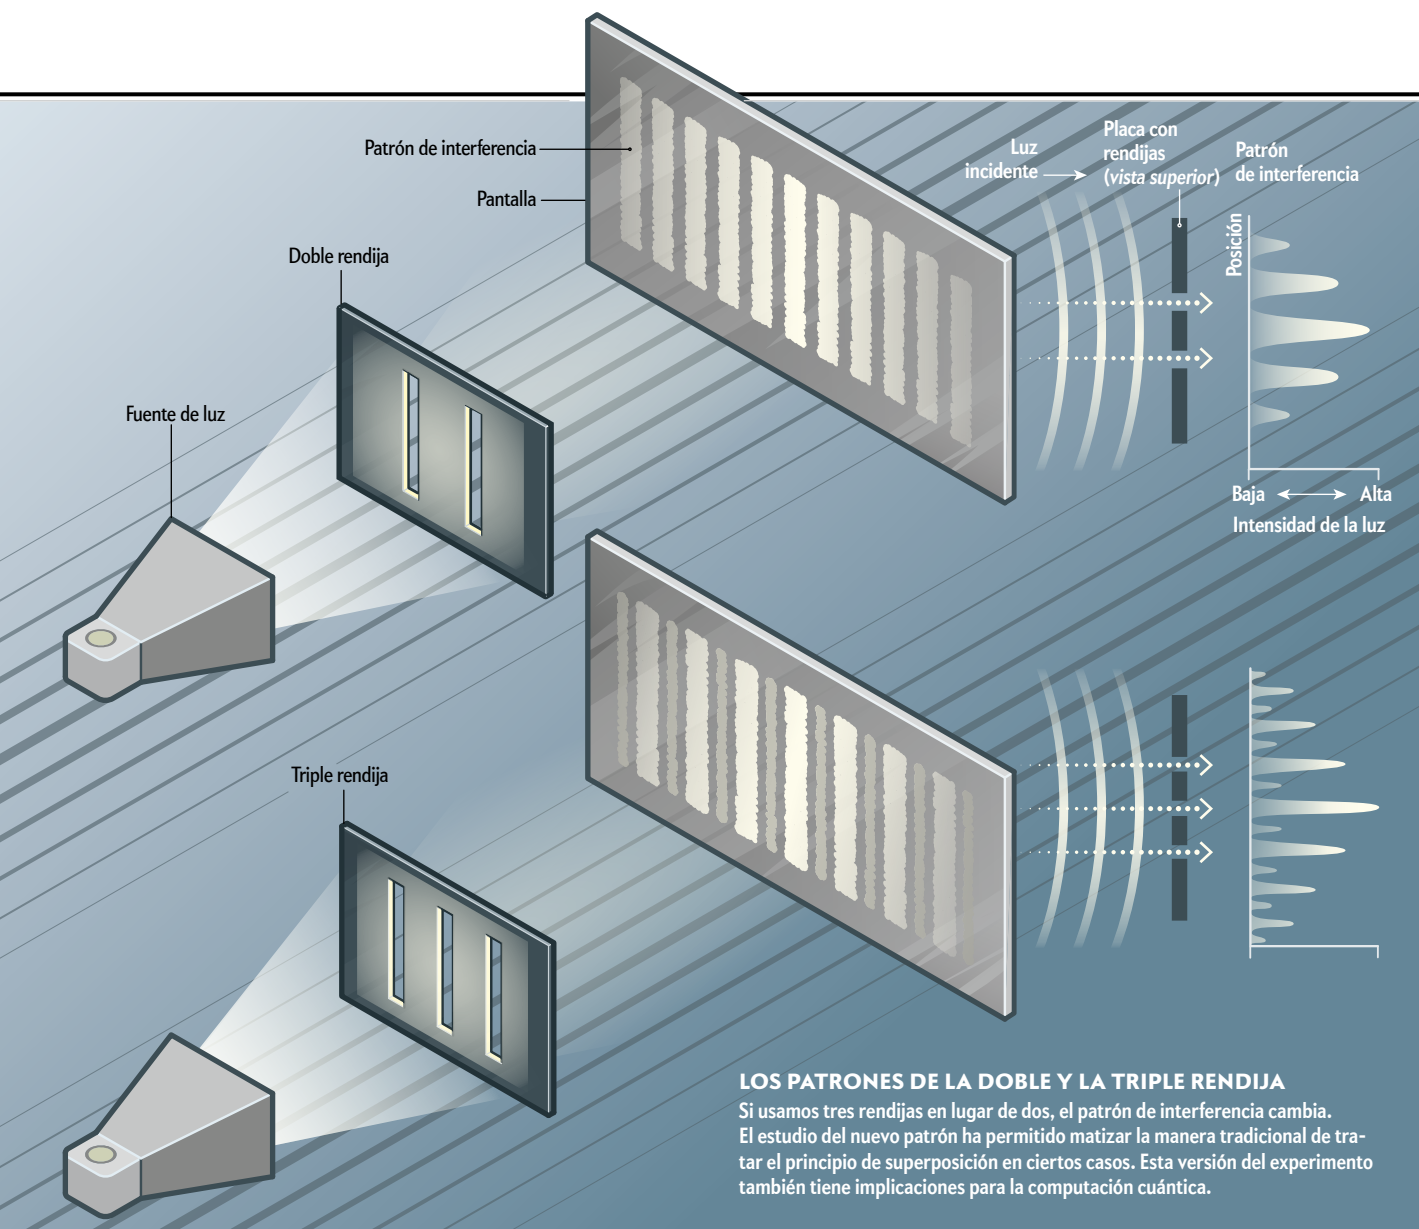 Patrón de interferencia
Pantalla
Doble rendija
Fuente de luz
Luz
incidente
Placa con
rendijas
(vista superior)
Patrón
de interferencia
Posición
Baja
Alta
Intensidad de la luz
Triple rendija
LOS PATRONES DE LA DOBLE Y LA TRIPLE RENDIJA
Si usamos tres rendijas en lugar de dos, el patrón de interferencia cambia.
El estudio del nuevo patrón ha permitido matizar la manera tradicional de tra-
tar el principio de superposición en ciertos casos. Esta versión del experimento
también tiene implicaciones para la computación cuántica.